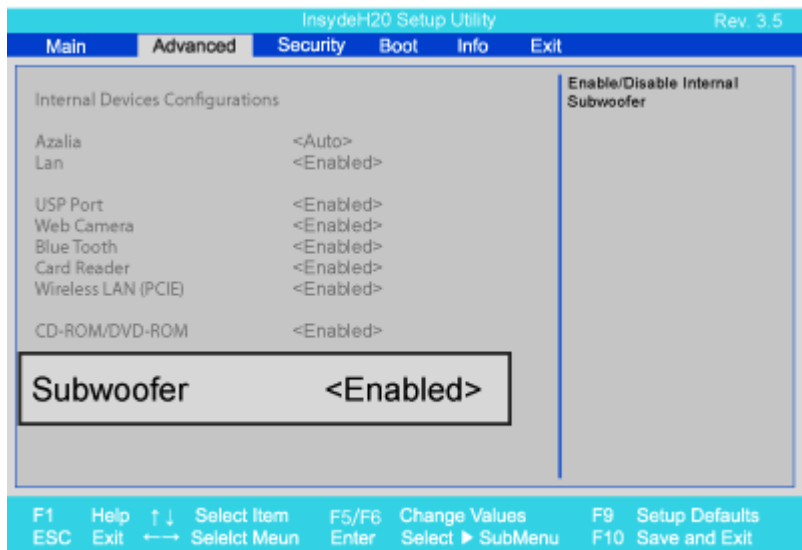 InsydeH20 Setup Utility Rev. 3.5
Main Advanced Security Boot Info Exit
Internal Devices Configurations
Azalia <Auto>
Lan <Enabled>
USP Port <Enabled>
Web Camera <Enabled>
Blue Tooth <Enabled>
Card Reader <Enabled>
Wireless LAN (PCIE) <Enabled>
CD-ROM/DVD-ROM <Enabled>
Subwoofer <Enabled>
Enable/Disable Internal
Subwoofer
F1 Help ↑↓ Select Item F5/F6 Change Values F9 Setup Defaults
ESC Exit ←→ Selelct Meun Enter Select ▶ SubMenu F10 Save and Exit